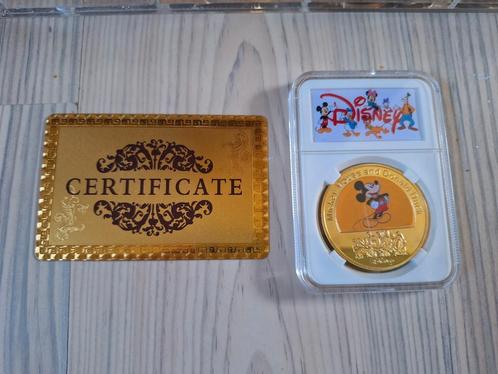 CERTIFICATE
DISNEY
Mickey Mouse and Donald Duck